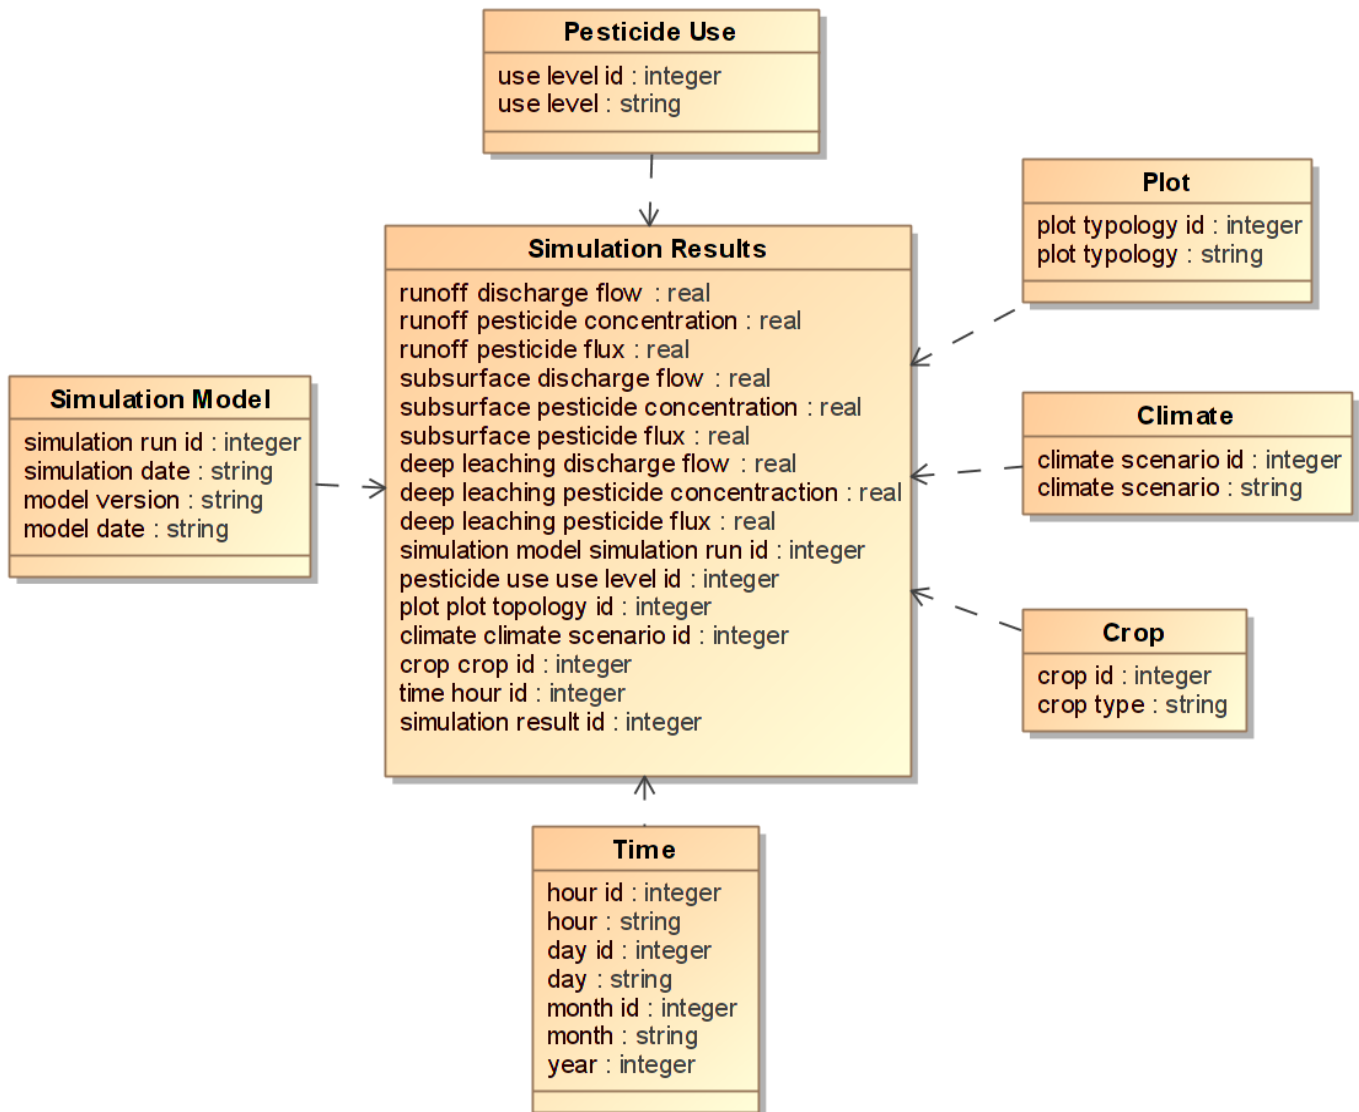 Pesticide Use
use level id : integer
use level : string
Plot
plot typology id : integer
plot typology : string
Simulation Results
runoff discharge flow : real
runoff pesticide concentration : real
runoff pesticide flux : real
subsurface discharge flow : real
subsurface pesticide concentration : real
subsurface pesticide flux : real
deep leaching discharge flow : real
deep leaching pesticide concentraction : real
deep leaching pesticide flux : real
simulation model simulation run id : integer
pesticide use use level id : integer
plot plot topology id : integer
climate climate scenario id : integer
crop crop id : integer
time hour id : integer
simulation result id : integer
Simulation Model
simulation run id : integer
simulation date : string
model version : string
model date : string
Climate
climate scenario id : integer
climate scenario : string
Crop
crop id : integer
crop type : string
Time
hour id : integer
hour : string
day id : integer
day : string
month id : integer
month : string
year : integer